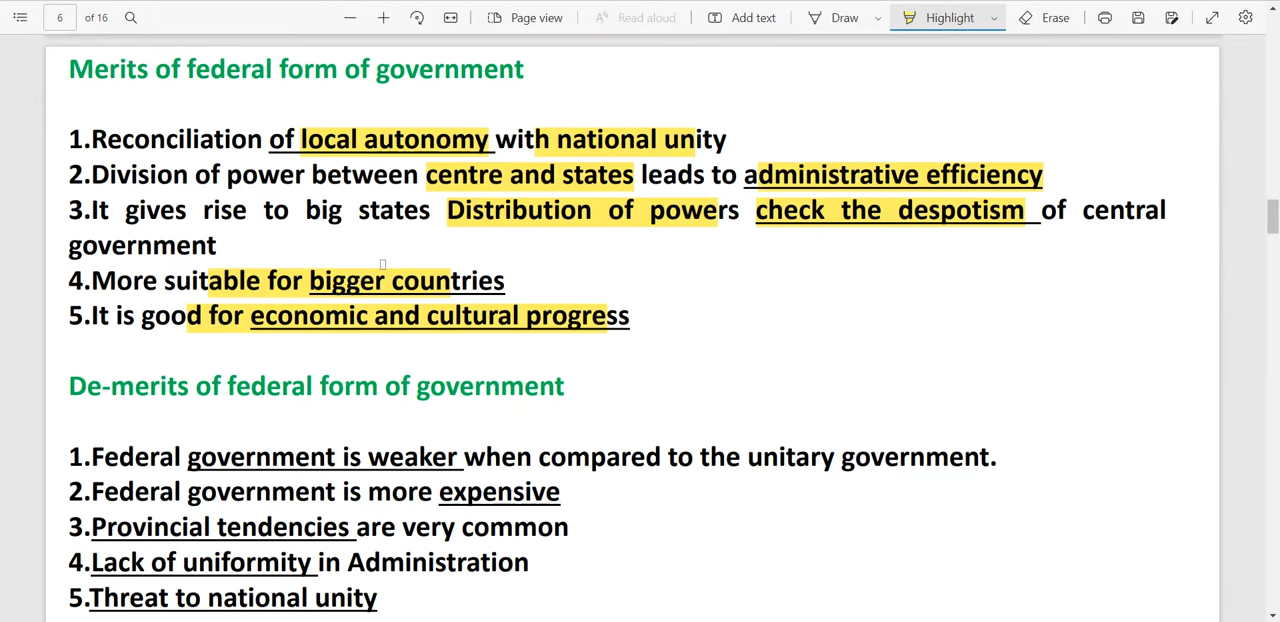 6 of 16 Page view Read aloud Add text Draw Highlight Erase
Merits of federal form of government
1.Reconciliation of local autonomy with national unity
2.Division of power between centre and states leads to administrative efficiency
3.It gives rise to big states Distribution of powers check the despotism of central
government
4.More suitable for bigger countries
5.It is good for economic and cultural progress
De-merits of federal form of government
1.Federal government is weaker when compared to the unitary government.
2.Federal government is more expensive
3.Provincial tendencies are very common
4.Lack of uniformity in Administration
5.Threat to national unity